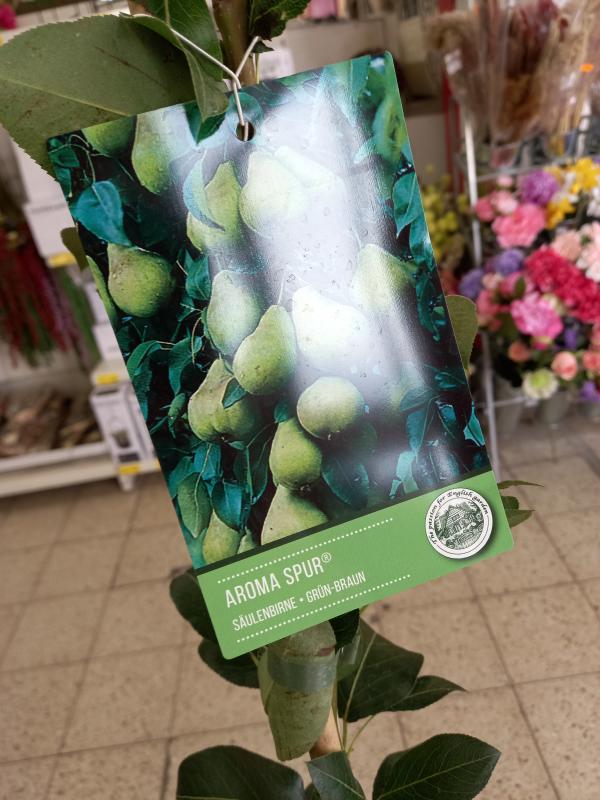 The passion for English garden
AROMA SPUR®
SÄULENBIRNE • GRÜN-BRAUN